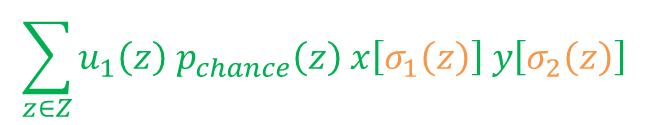 ∑_{z∈Z} u₁(z) p_{chance}(z) x[σ₁(z)] y[σ₂(z)]